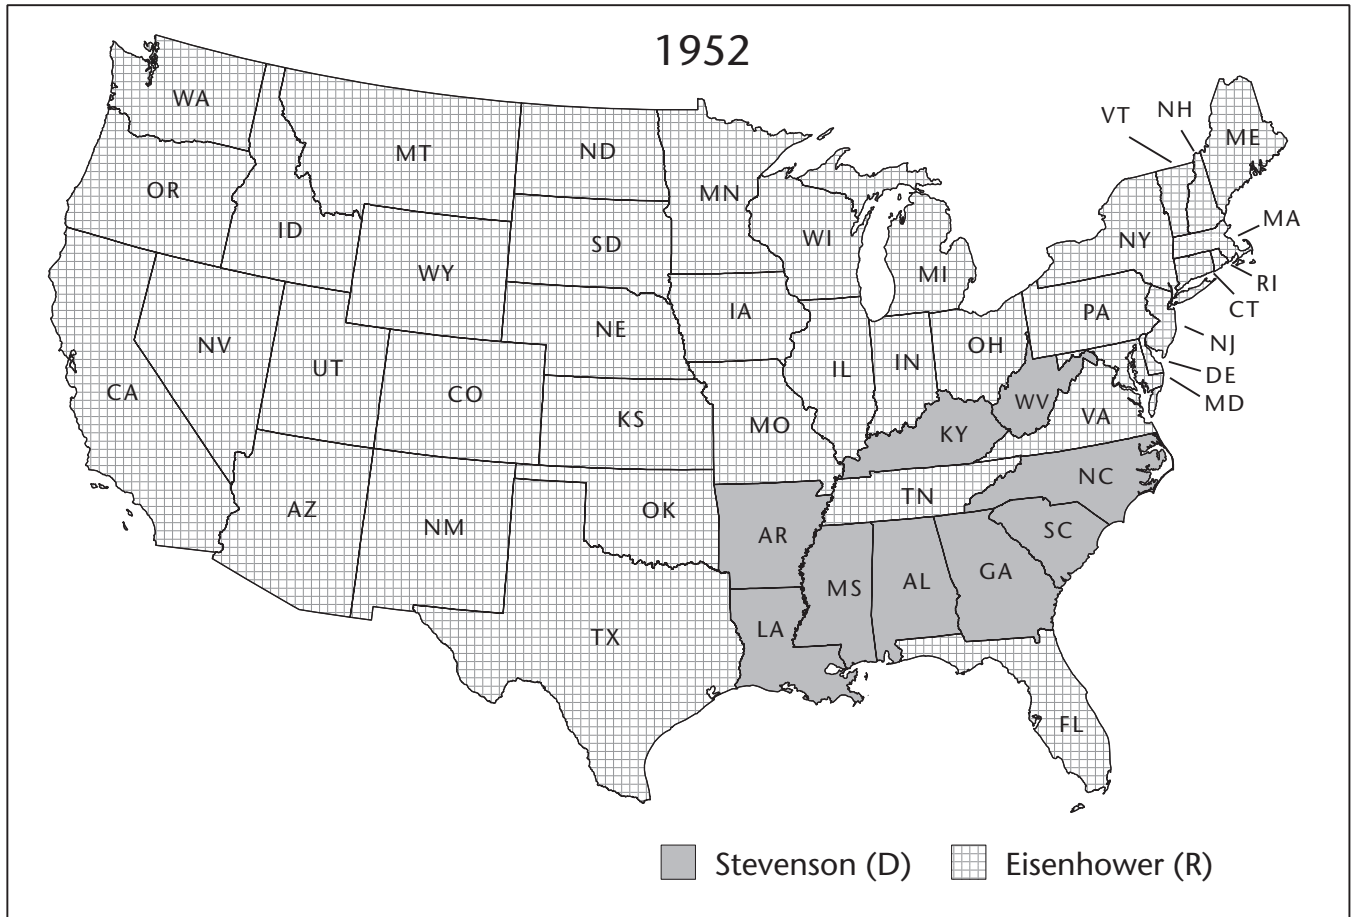 1952
WA
OR
CA
NV
ID
MT
WY
UT
AZ
CO
NM
ND
SD
NE
KS
OK
TX
MN
IA
MO
AR
LA
WI
IL
MI
IN
OH
KY
TN
MS
AL
GA
FL
SC
NC
VA
WV
PA
NY
VT
NH
ME
MA
RI
CT
NJ
DE
MD
Stevenson (D)
Eisenhower (R)